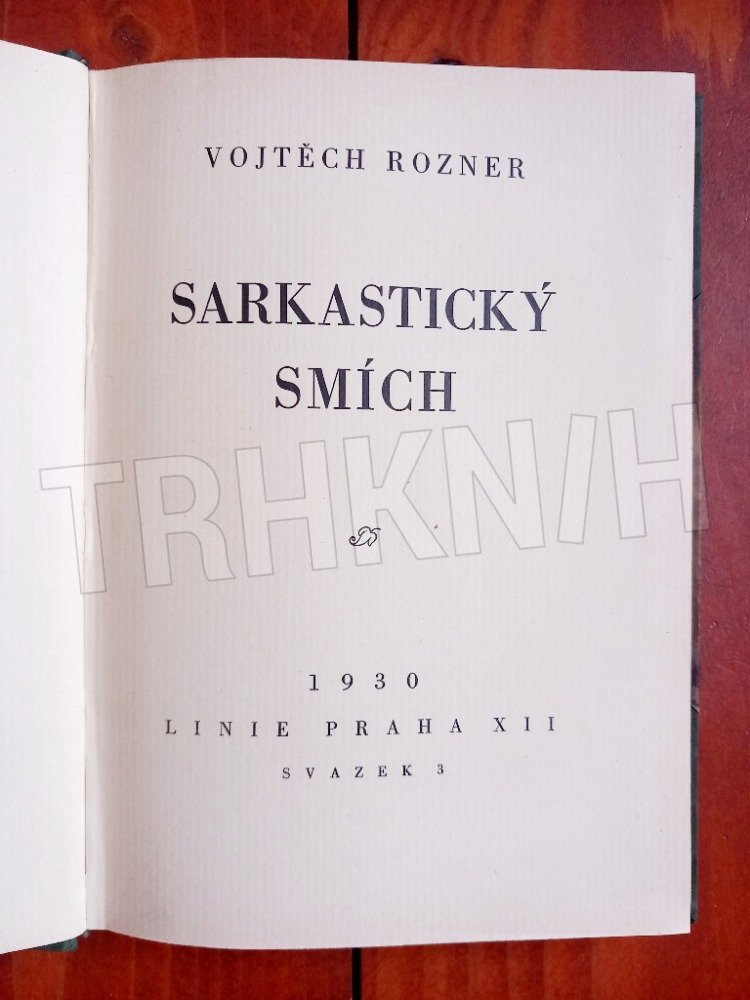 VOJTĚCH ROZNER
SARKASTICKÝ
SMÍCH
TRHKNIH
1930
LINIE PRAHA XII
SVAZEK 3